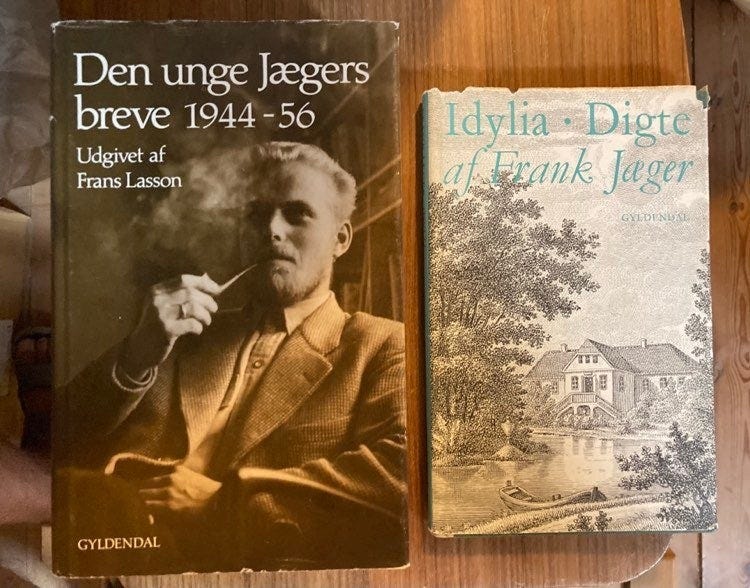 Den unge Jægers
breve 1944-56
Udgivet af
Frans Lasson
GYLDENDAL
Idylia · Digte
af Frank Jæger
GYLDENDAL